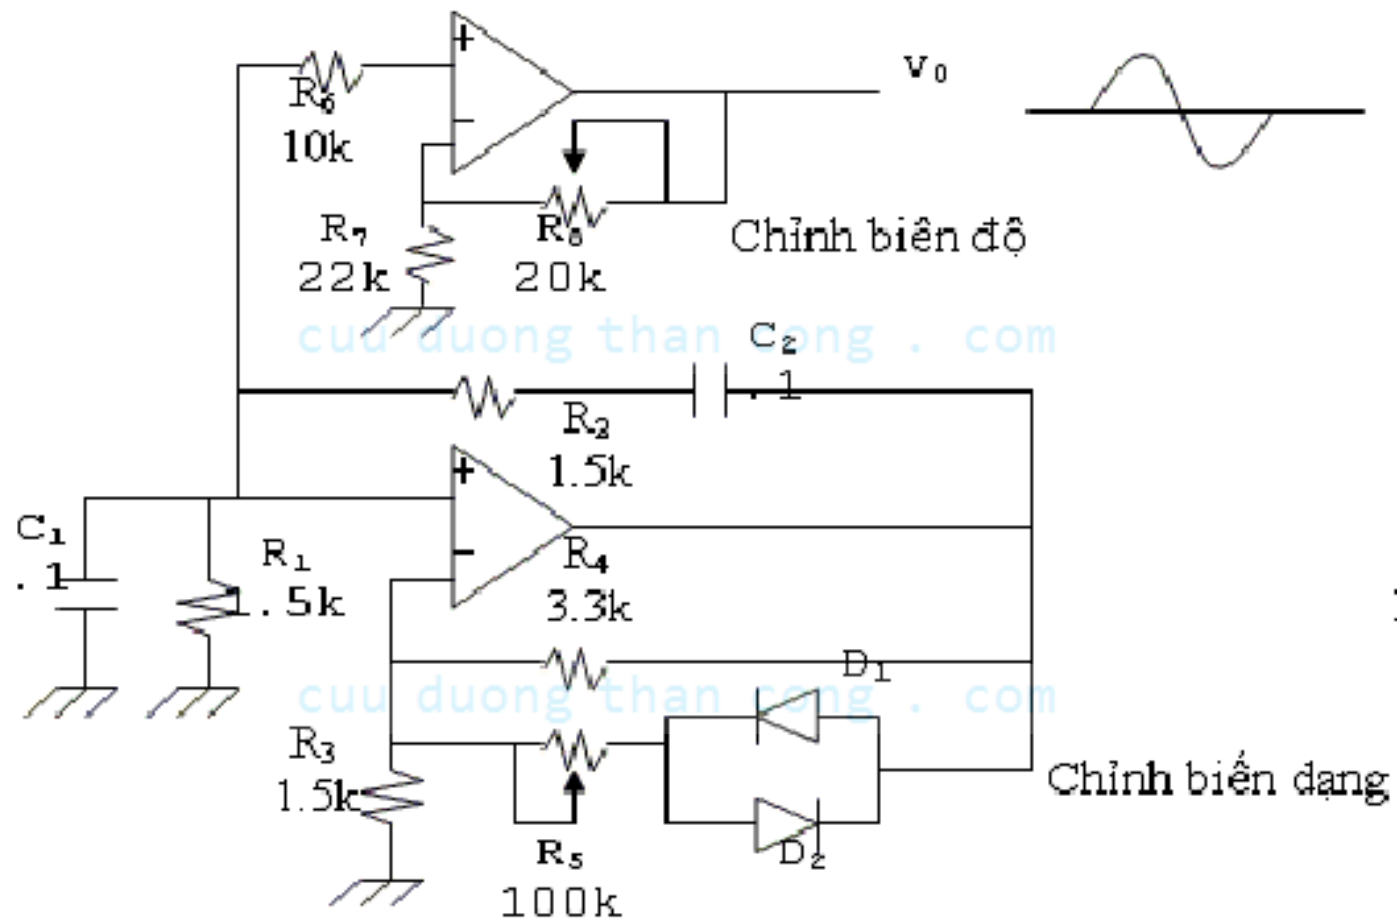 +
v₀
R₆
10k
−
R₇
22k
R₈
20k
Chỉnh biên độ
cuu duong than cong . com
C₂
.1
R₂
1.5k
+
C₁
.1
R₁
1.5k
−
R₄
3.3k
D₁
cuu duong than cong . com
R₃
1.5k
Chỉnh biến dạng
D₂
R₅
100k